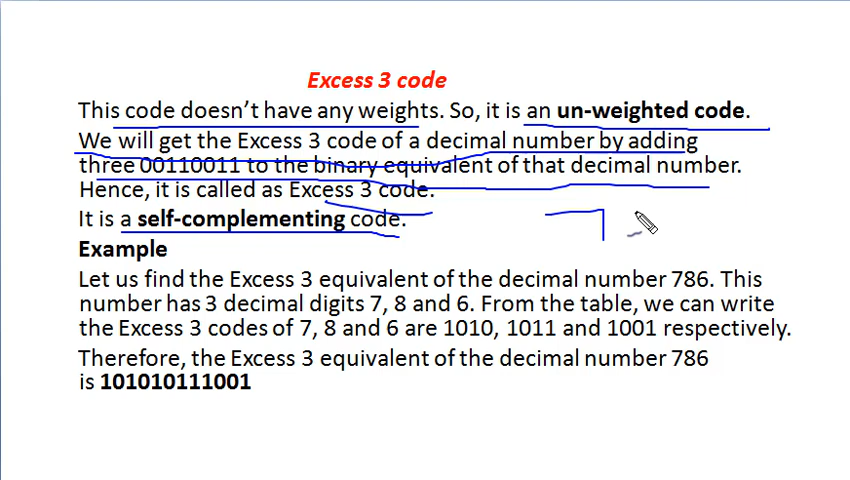 Excess 3 code
This code doesn't have any weights. So, it is an un-weighted code.
We will get the Excess 3 code of a decimal number by adding
three 00110011 to the binary equivalent of that decimal number.
Hence, it is called as Excess 3 code.
It is a self-complementing code.
Example
Let us find the Excess 3 equivalent of the decimal number 786. This
number has 3 decimal digits 7, 8 and 6. From the table, we can write
the Excess 3 codes of 7, 8 and 6 are 1010, 1011 and 1001 respectively.
Therefore, the Excess 3 equivalent of the decimal number 786
is 101010111001